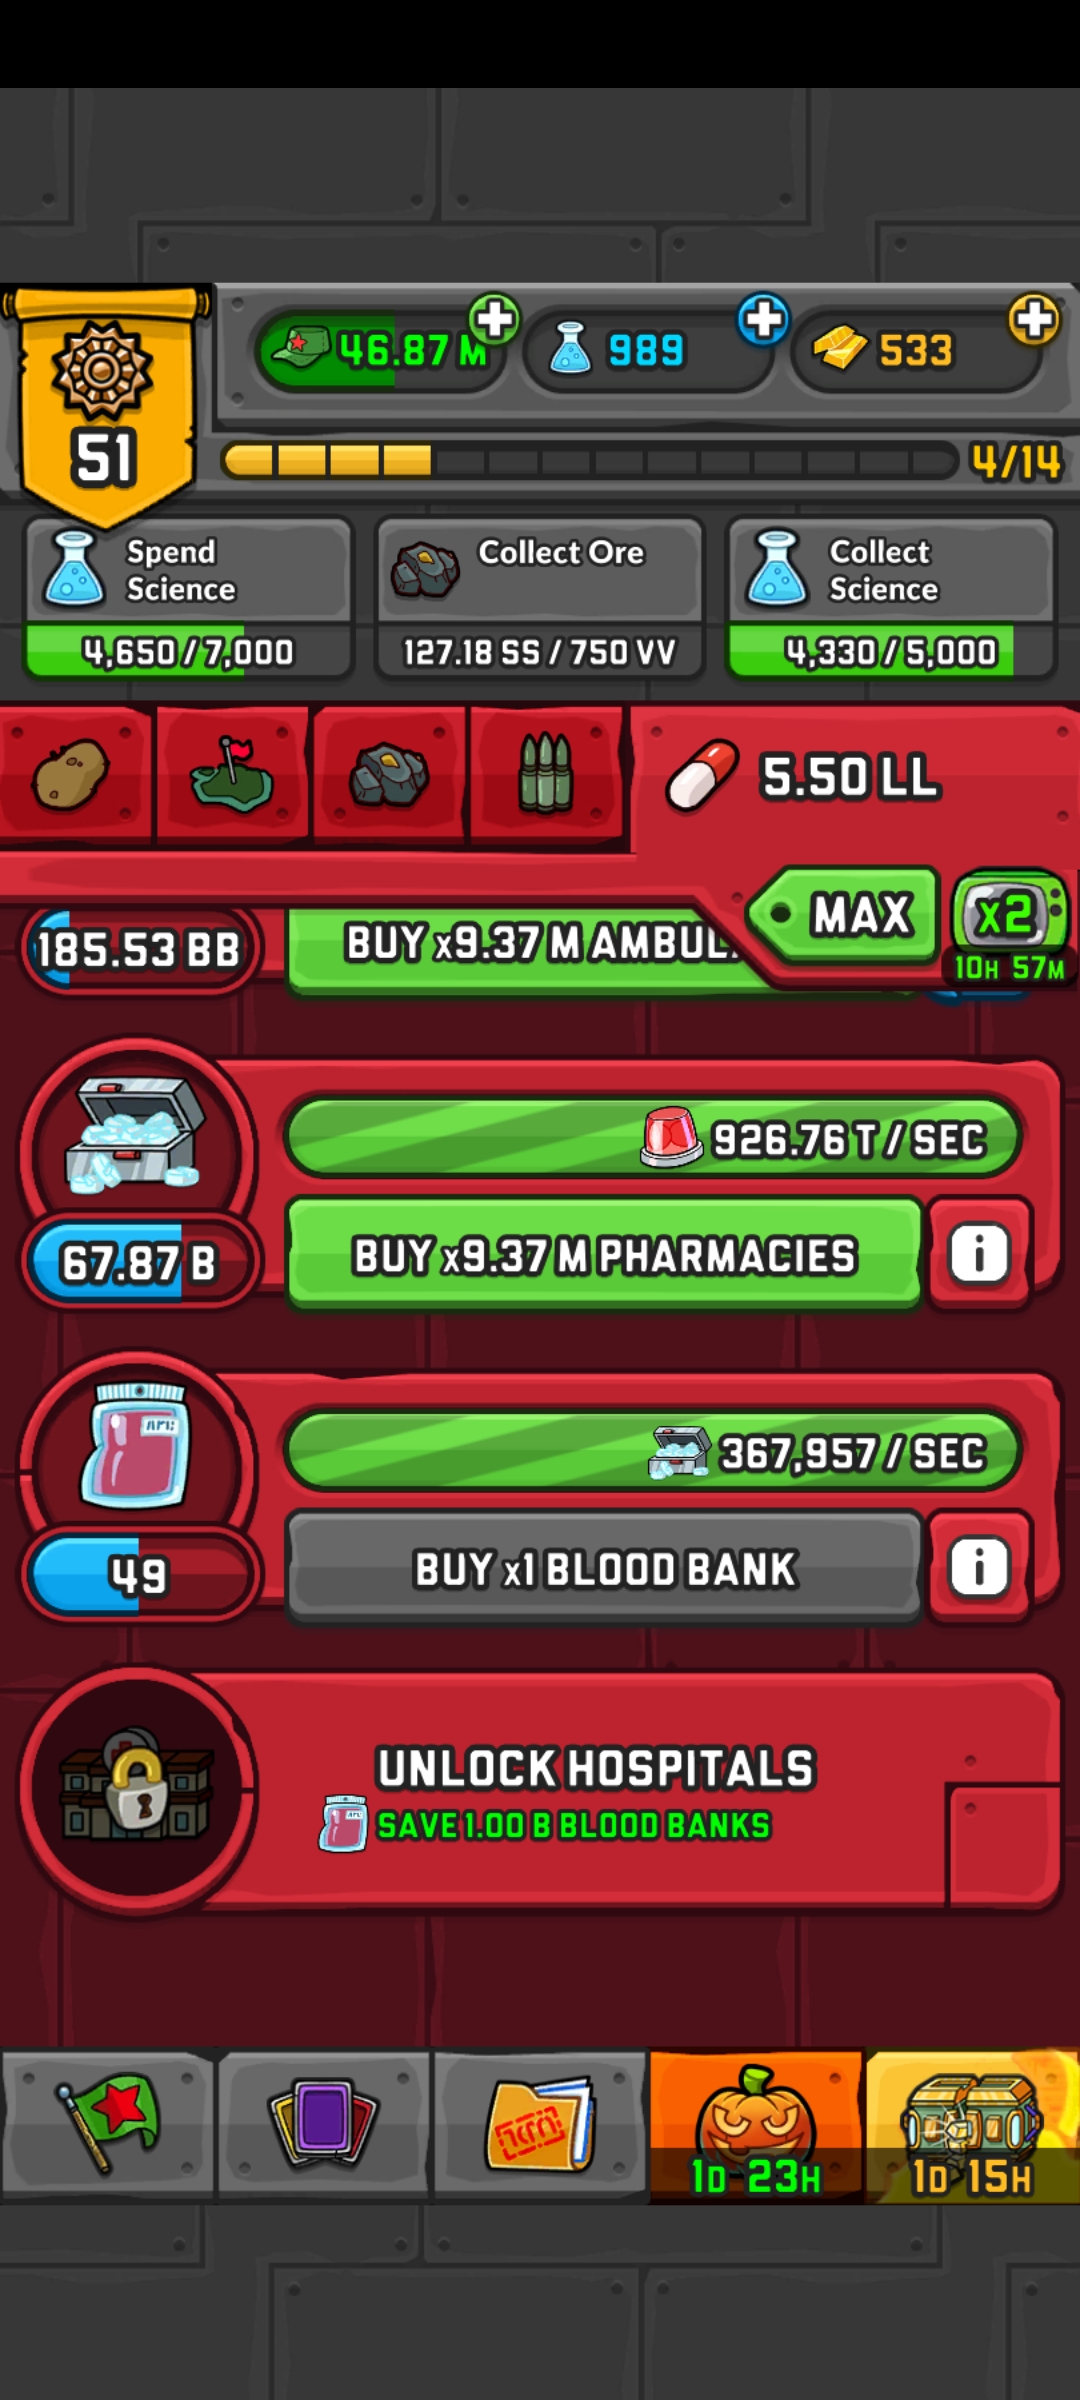 46.87 M
989
533
51
4/14
Spend
Science
4,650/7,000
Collect Ore
127.18 SS / 750 VV
Collect
Science
4,330/5,000
5.50 LL
MAX
x2
10H 57M
185.53 BB
BUY x9.37 M AMBUL
926.76 T / SEC
67.87 B
BUY x9.37 M PHARMACIES
i
367,957 / SEC
49
BUY x1 BLOOD BANK
i
UNLOCK HOSPITALS
SAVE 1.00 B BLOOD BANKS
1D 23H
1D 15H